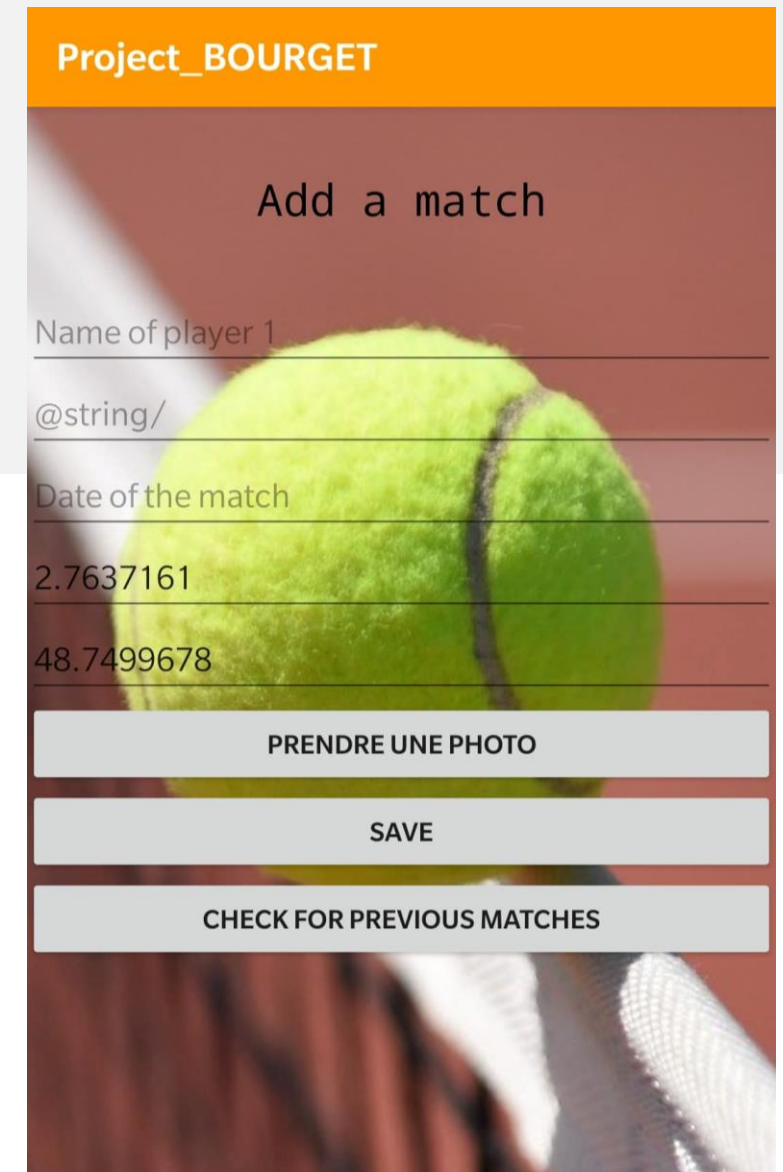 Project_BOURGET
Add a match
Name of player 1
@string/
Date of the match
2.7637161
48.7499678
PRENDRE UNE PHOTO
SAVE
CHECK FOR PREVIOUS MATCHES